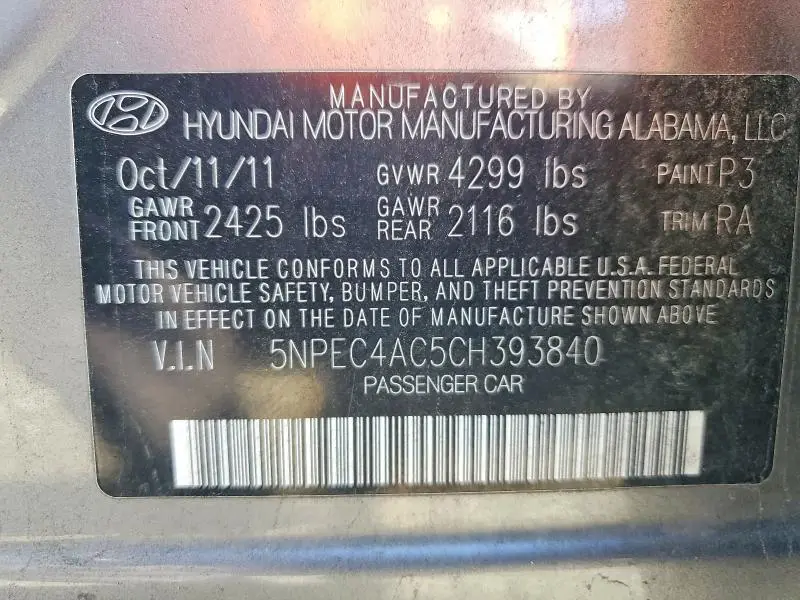 MANUFACTURED BY
HYUNDAI MOTOR MANUFACTURING ALABAMA, LLC
Oct/11/11 GVWR 4299 lbs PAINT P3
GAWR FRONT 2425 lbs GAWR REAR 2116 lbs TRIM RA
THIS VEHICLE CONFORMS TO ALL APPLICABLE U.S.A. FEDERAL
MOTOR VEHICLE SAFETY, BUMPER, AND THEFT PREVENTION STANDARDS
IN EFFECT ON THE DATE OF MANUFACTURE SHOWN ABOVE
V.I.N 5NPEC4AC5CH393840
PASSENGER CAR